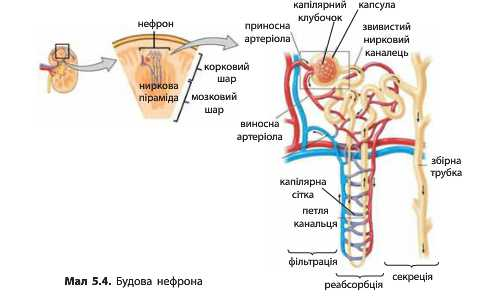 нефрон
корковий
шар
ниркова
піраміда
мозковий
шар
капілярний
клубочок
капсула
приносна
артеріола
звивистий
нирковий
каналець
виносна
артеріола
збірна
трубка
капілярна
сітка
петля
канальця
фільтрація
реабсорбція
секреція
Мал 5.4. Будова нефрона